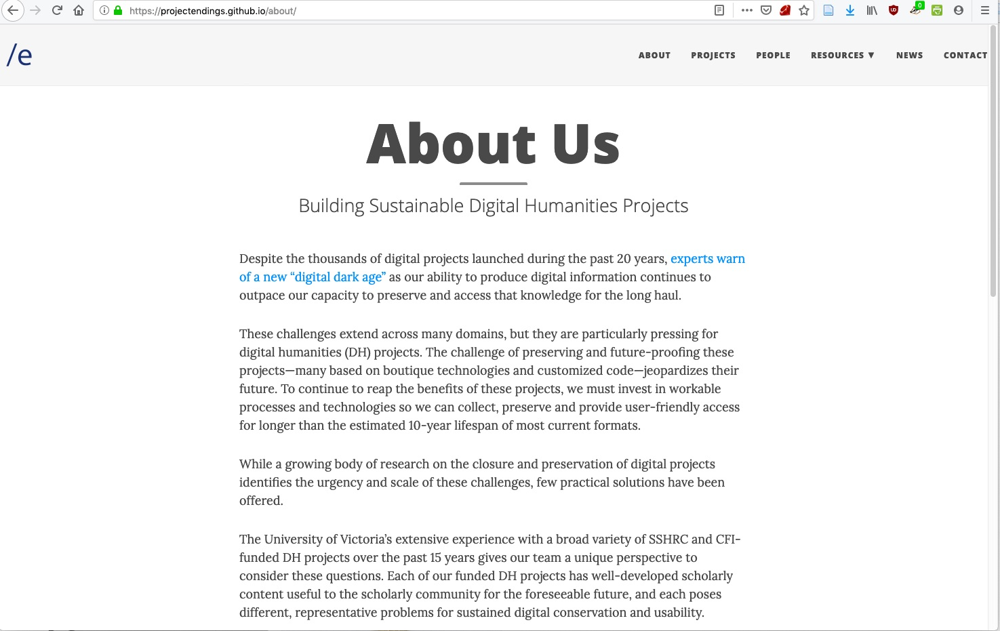 https://projectendings.github.io/about/
0
/e
ABOUT PROJECTS PEOPLE RESOURCES ▼ NEWS CONTACT
About Us
Building Sustainable Digital Humanities Projects
Despite the thousands of digital projects launched during the past 20 years, experts warn
of a new “digital dark age” as our ability to produce digital information continues to
outpace our capacity to preserve and access that knowledge for the long haul.
These challenges extend across many domains, but they are particularly pressing for
digital humanities (DH) projects. The challenge of preserving and future-proofing these
projects—many based on boutique technologies and customized code—jeopardizes their
future. To continue to reap the benefits of these projects, we must invest in workable
processes and technologies so we can collect, preserve and provide user-friendly access
for longer than the estimated 10-year lifespan of most current formats.
While a growing body of research on the closure and preservation of digital projects
identifies the urgency and scale of these challenges, few practical solutions have been
offered.
The University of Victoria’s extensive experience with a broad variety of SSHRC and CFI-
funded DH projects over the past 15 years gives our team a unique perspective to
consider these questions. Each of our funded DH projects has well-developed scholarly
content useful to the scholarly community for the foreseeable future, and each poses
different, representative problems for sustained digital conservation and usability.